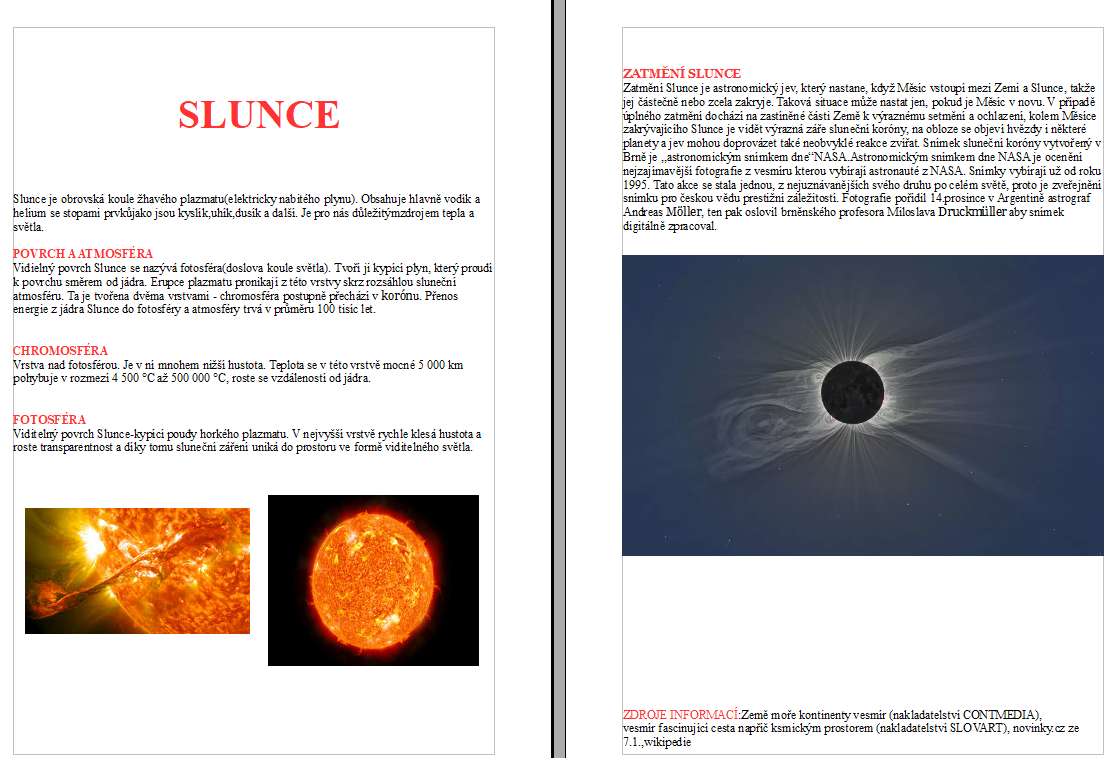 SLUNCE
Slunce je obrovská koule žhavého plazmatu(elektricky nabitého plynu). Obsahuje hlavně vodík a
helium se stopami prvkůjako jsou kyslík,uhík,dusík a další. Je pro nás důležitýmzdrojem tepla a
světla.
POVRCH A ATMOSFÉRA
Vidielný povrch Slunce se nazývá fotosféra(doslova koule světla). Tvoří ji kypící plyn, který proudí
k povrchu směrem od jádra. Erupce plazmatu pronikají z této vrstvy skrz rozsáhlou sluneční
atmosféru. Ta je tvořena dvěma vrstvami - chromosféra postupně přechází v korónu. Přenos
energie z jádra Slunce do fotosféry a atmosféry trvá v průměru 100 tisíc let.
CHROMOSFÉRA
Vrstva nad fotosférou. Je v ní mnohem nižší hustota. Teplota se v této vrstvě mocné 5 000 km
pohybuje v rozmezí 4 500 °C až 500 000 °C, roste se vzdáleností od jádra.
FOTOSFÉRA
Viditelný povrch Slunce-kypící poudy horkého plazmatu. V nejvyšší vrstvě rychle klesá hustota a
roste transparentnost a díky tomu sluneční záření uniká do prostoru ve formě viditelného světla.
ZATMĚNÍ SLUNCE
Zatmění Slunce je astronomický jev, který nastane, když Měsíc vstoupí mezi Zemi a Slunce, takže
jej částečně nebo zcela zakryje. Taková situace může nastat jen, pokud je Měsíc v novu. V případě
úplného zatmění dochází na zastíněné části Země k výraznému setmění a ochlazení, kolem Měsíce
zakrývajícího Slunce je vidět výrazná záře sluneční koróny, na obloze se objeví hvězdy i některé
planety a jev mohou doprovázet také neobvyklé reakce zvířat. Snímek sluneční koróny vytvořený v
Brně je ,,astronomickým snímkem dne“NASA.Astronomickým snímkem dne NASA je ocenění
nejzajímavější fotografie z vesmíru kterou vybírají astronauté z NASA. Snímky vybírají už od roku
1995. Tato akce se stala jednou, z nejuznávanějších svého druhu po celém světě, proto je zveřejnění
snímku pro českou vědu prestižní záležitostí. Fotografie pořídil 14.prosince v Argentině astrograf
Andreas Möller, ten pak oslovil brněnského profesora Miloslava Druckmüller aby snímek
digitálně zpracoval.
ZDROJE INFORMACÍ:Země moře kontinenty vesmír (nakladatelství CONTMEDIA),
vesmír fascinující cesta napříč ksmickým prostorem (nakladatelství SLOVART), novinky.cz ze
7.1.,wikipedie